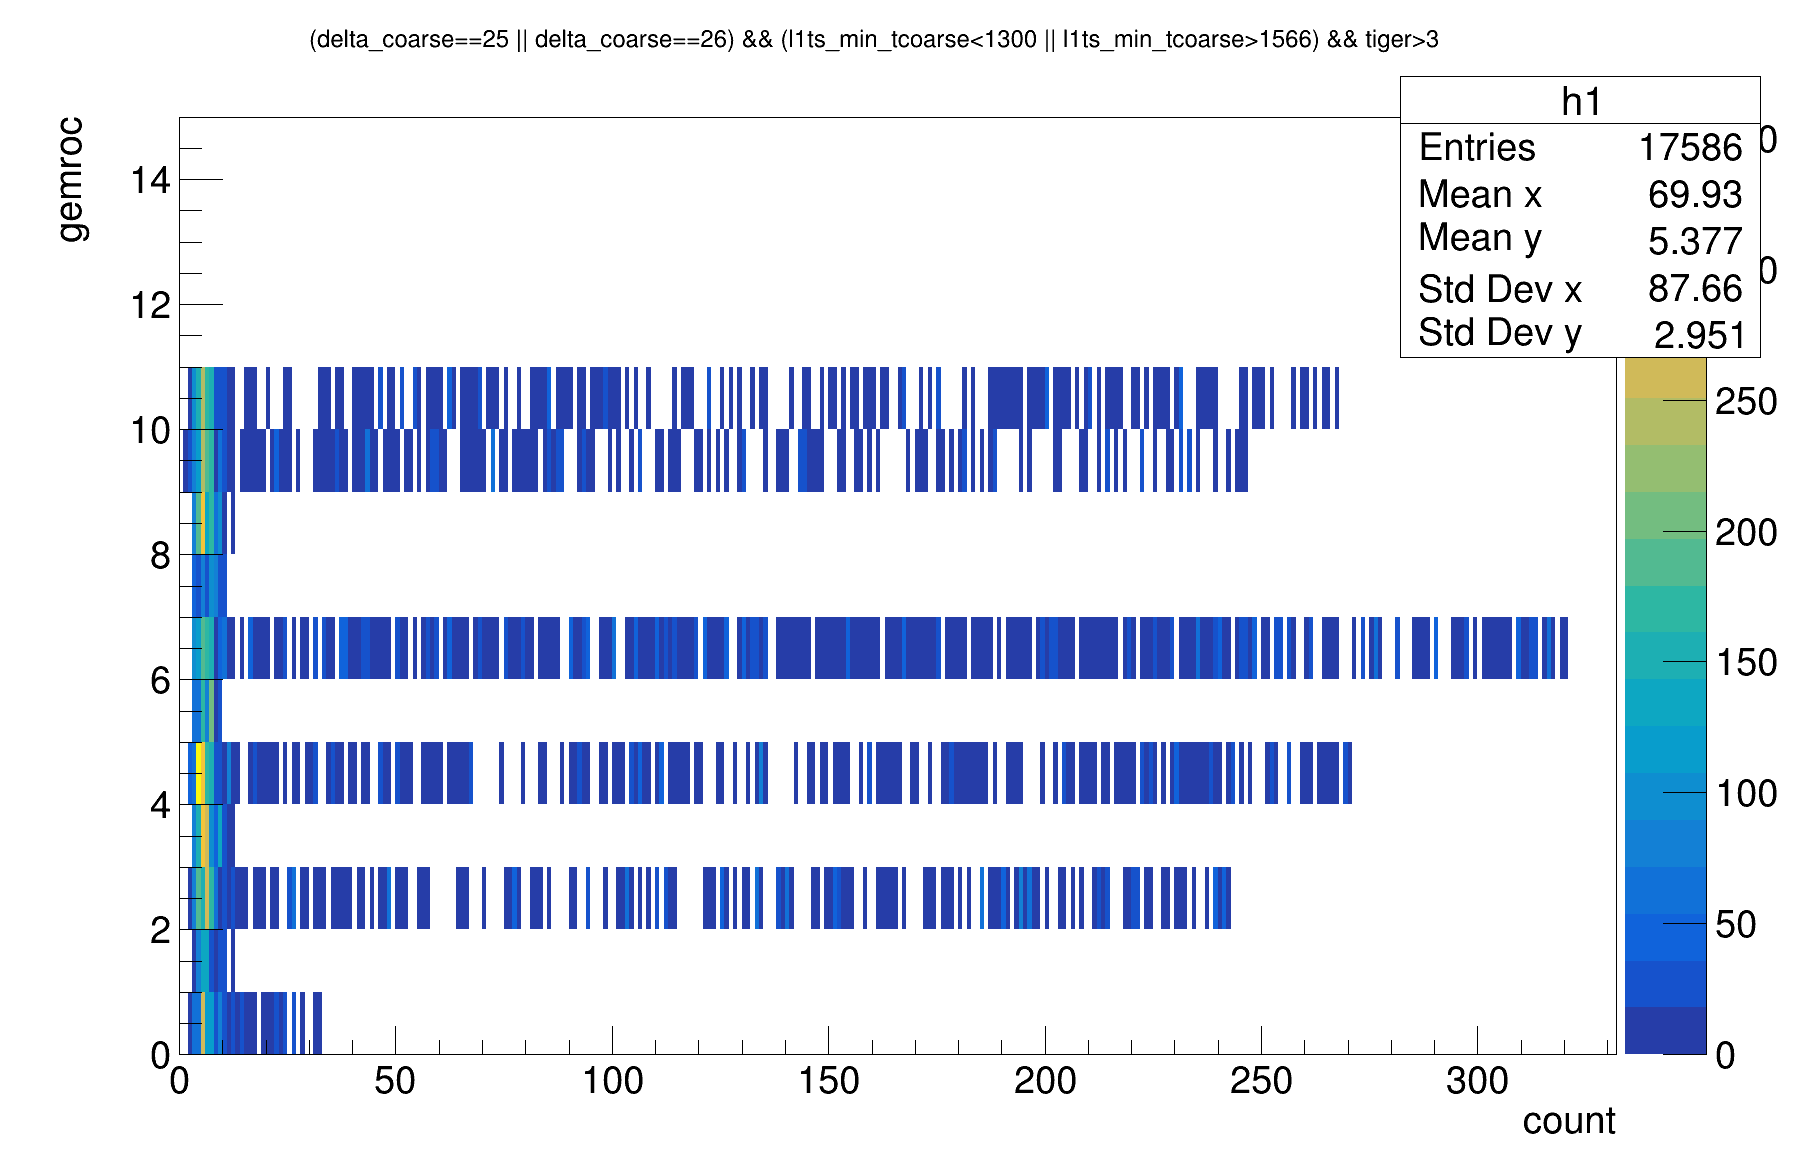 (delta_coarse==25 || delta_coarse==26) && (l1ts_min_tcoarse<1300 || l1ts_min_tcoarse>1566) && tiger>3
h1
Entries 17586
Mean x 69.93
Mean y 5.377
Std Dev x 87.66
Std Dev y 2.951
gemroc
14
12
10
8
6
4
2
0
0 50 100 150 200 250 300
count
0
0
250
200
150
100
50
0